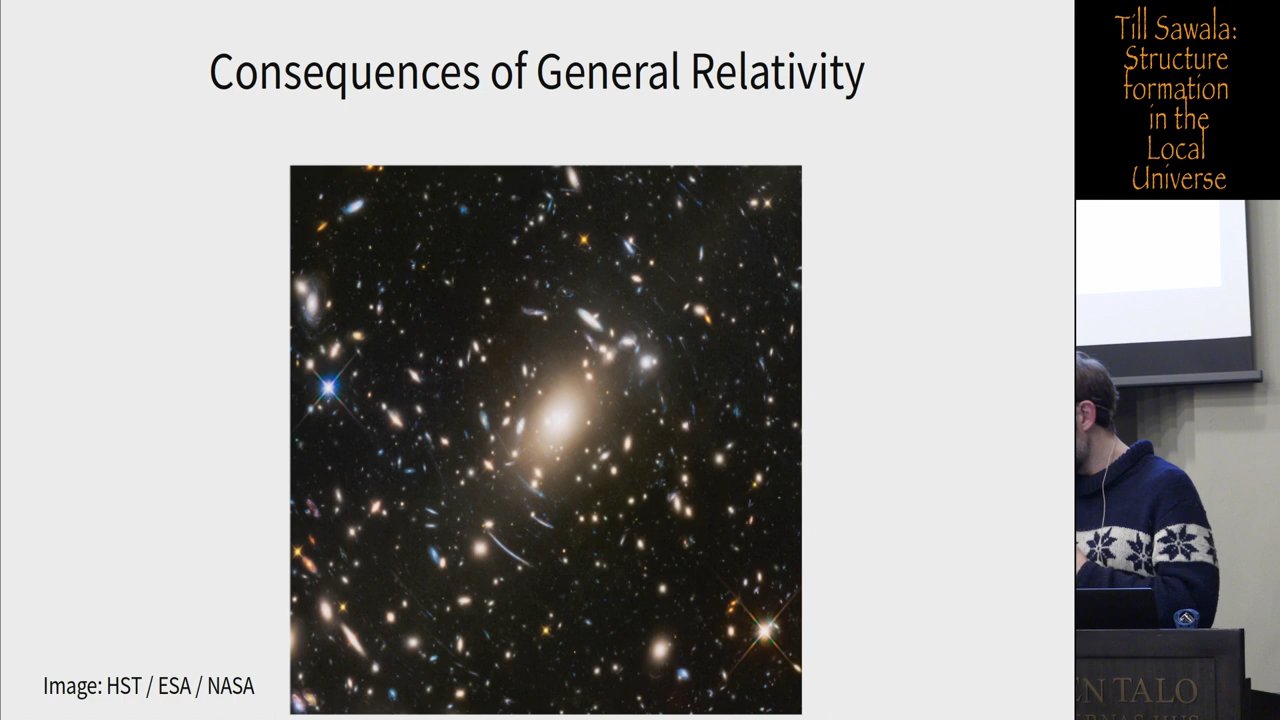 Consequences of General Relativity
Image: HST / ESA / NASA
Till Sawala:
Structure
formation
in the
Local
Universe
EN TALO